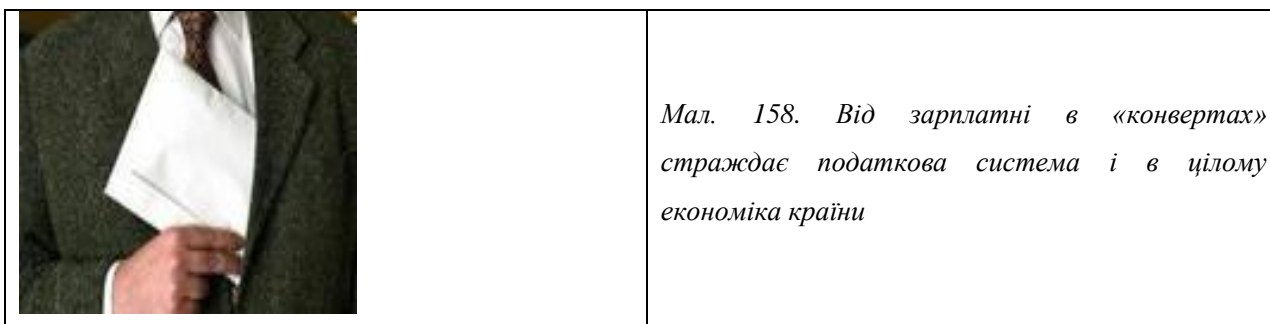 Мал. 158. Від зарплатні в «конвертах»
страждає податкова система і в цілому
економіка країни